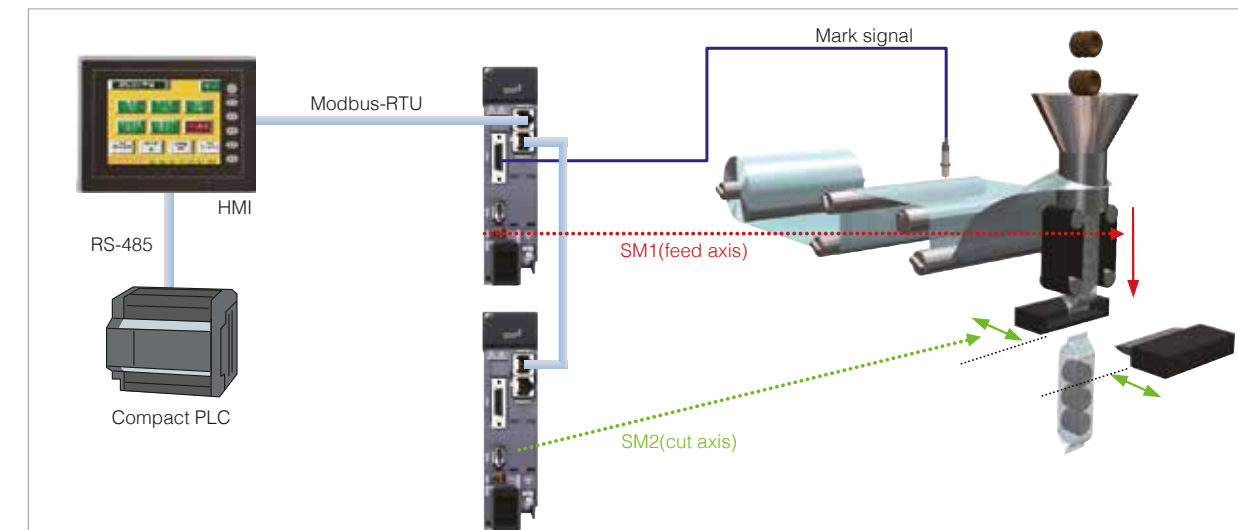 Mark signal
Modbus-RTU
HMI
RS-485
SM1(feed axis)
Compact PLC
SM2(cut axis)